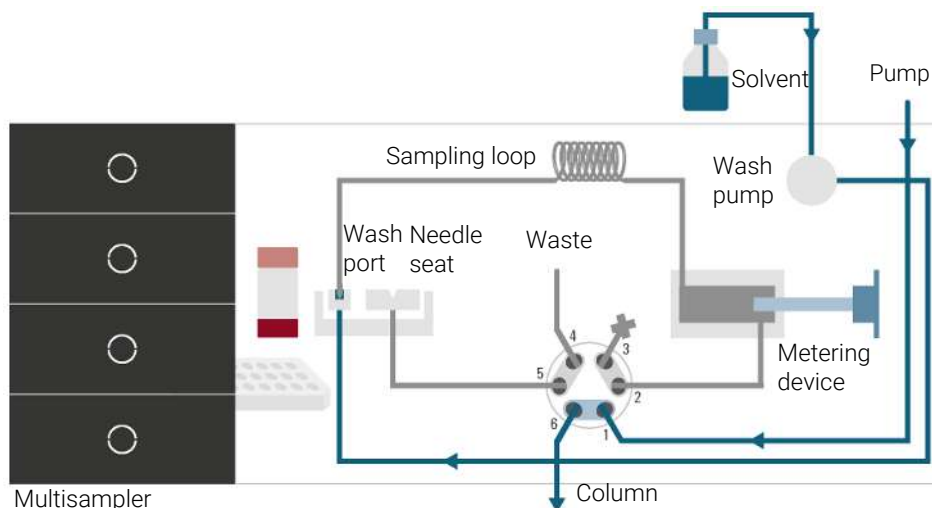 Solvent
Pump
Sampling loop
Wash
pump
Wash Needle
port seat
Waste
Metering
device
4
3
5
2
6
1
Column
Multisampler